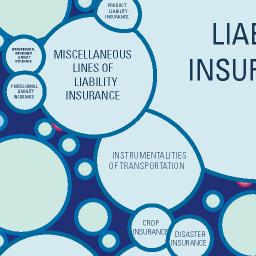 PRODUCT
LIABILITY
INSURANCE
LIAB
INSUR
MISCELLANEOUS
LINES OF
LIABILITY
INSURANCE
PROFESSIONAL
LIABILITY
INSURANCE
INSTRUMENTALITIES
OF TRANSPORTATION
CROP
INSURANCE
DISASTER
INSURANCE